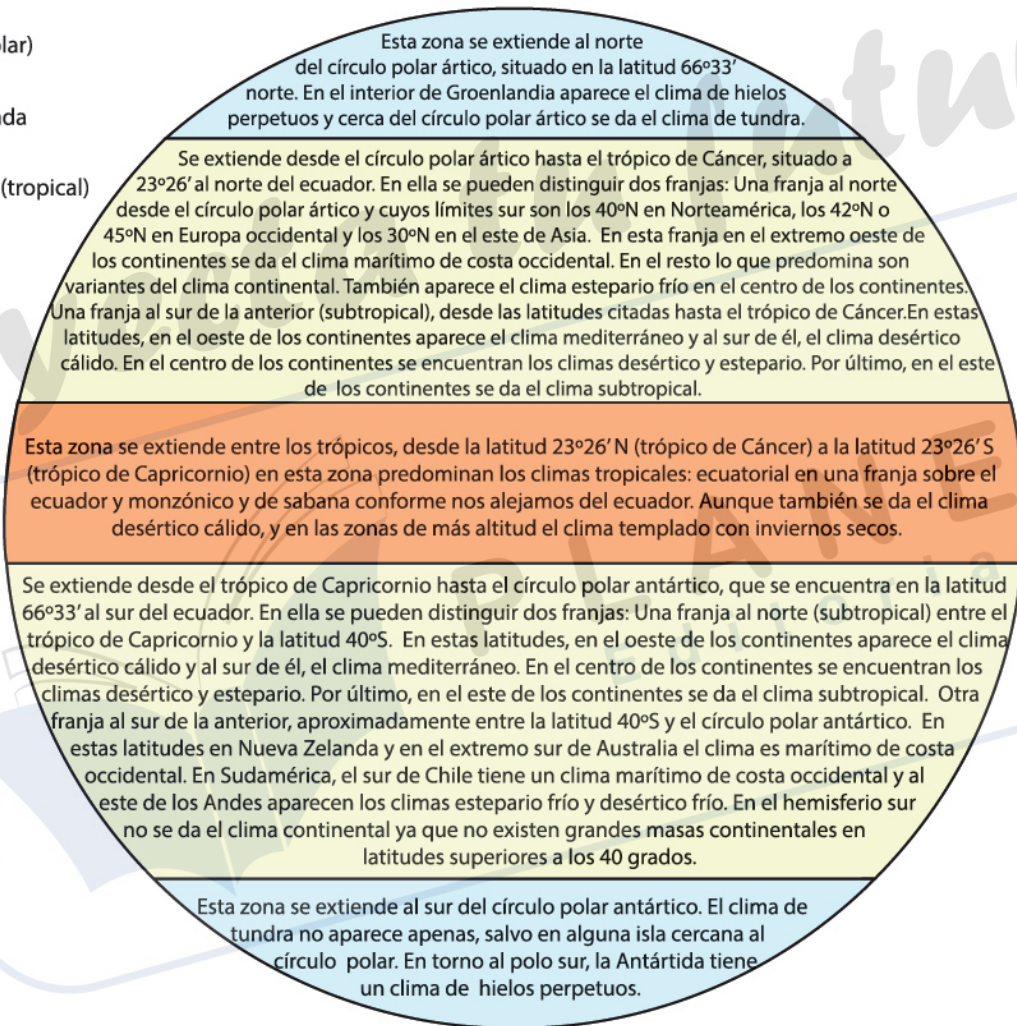 olar)
ada
(tropical)
Esta zona se extiende al norte
del círculo polar ártico, situado en la latitud 66º33’
norte. En el interior de Groenlandia aparece el clima de hielos
perpetuos y cerca del círculo polar ártico se da el clima de tundra.
Se extiende desde el círculo polar ártico hasta el trópico de Cáncer, situado a
23º26’ al norte del ecuador. En ella se pueden distinguir dos franjas: Una franja al norte
desde el círculo polar ártico y cuyos límites sur son los 40ºN en Norteamérica, los 42ºN o
45ºN en Europa occidental y los 30ºN en el este de Asia. En esta franja en el extremo oeste de
los continentes se da el clima marítimo de costa occidental. En el resto lo que predomina son
variantes del clima continental. También aparece el clima estepario frío en el centro de los continentes.
Una franja al sur de la anterior (subtropical), desde las latitudes citadas hasta el trópico de Cáncer.En estas
latitudes, en el oeste de los continentes aparece el clima mediterráneo y al sur de él, el clima desértico
cálido. En el centro de los continentes se encuentran los climas desértico y estepario. Por último, en el este
de los continentes se da el clima subtropical.
Esta zona se extiende entre los trópicos, desde la latitud 23º26’ N (trópico de Cáncer) a la latitud 23º26’ S
(trópico de Capricornio) en esta zona predominan los climas tropicales: ecuatorial en una franja sobre el
ecuador y monzónico y de sabana conforme nos alejamos del ecuador. Aunque también se da el clima
desértico cálido, y en las zonas de más altitud el clima templado con inviernos secos.
Se extiende desde el trópico de Capricornio hasta el círculo polar antártico, que se encuentra en la latitud
66º33’ al sur del ecuador. En ella se pueden distinguir dos franjas: Una franja al norte (subtropical) entre el
trópico de Capricornio y la latitud 40ºS. En estas latitudes, en el oeste de los continentes aparece el clima
desértico cálido y al sur de él, el clima mediterráneo. En el centro de los continentes se encuentran los
climas desértico y estepario. Por último, en el este de los continentes se da el clima subtropical. Otra
franja al sur de la anterior, aproximadamente entre la latitud 40ºS y el círculo polar antártico. En
estas latitudes en Nueva Zelanda y en el extremo sur de Australia el clima es marítimo de costa
occidental. En Sudamérica, el sur de Chile tiene un clima marítimo de costa occidental y al
este de los Andes aparecen los climas estepario frío y desértico frío. En el hemisferio sur
no se da el clima continental ya que no existen grandes masas continentales en
latitudes superiores a los 40 grados.
Esta zona se extiende al sur del círculo polar antártico. El clima de
tundra no aparece apenas, salvo en alguna isla cercana al
círculo polar. En torno al polo sur, la Antártida tiene
un clima de hielos perpetuos.
yecta tu futu
PLANE
Editoria